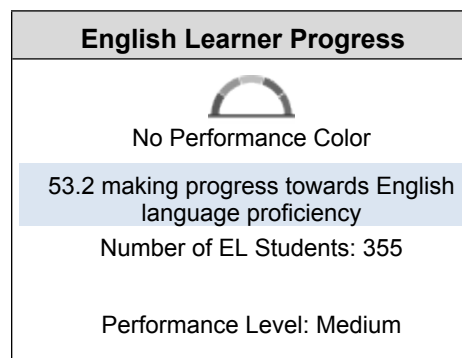 English Learner Progress
No Performance Color
53.2 making progress towards English
language proficiency
Number of EL Students: 355
Performance Level: Medium